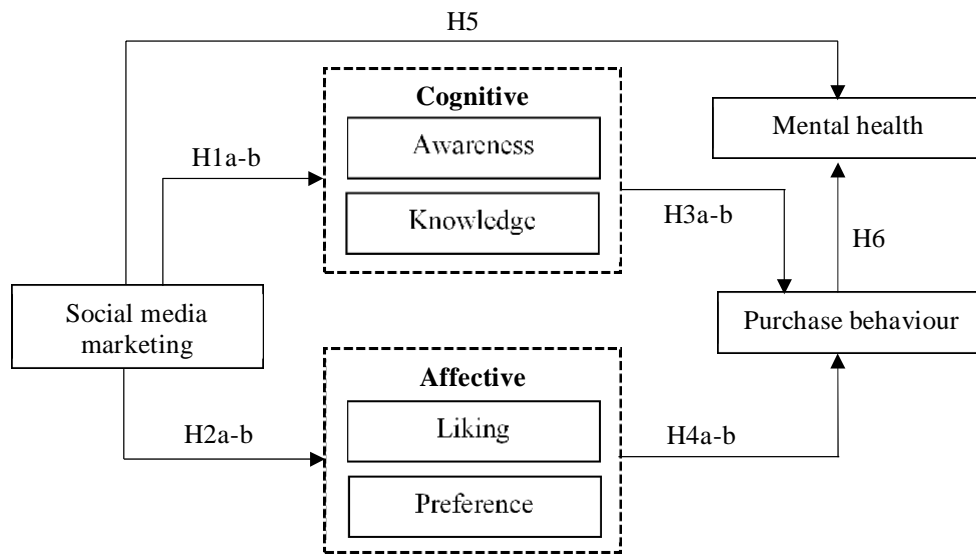 H5
Cognitive
Awareness
Knowledge
Mental health
H1a-b
H3a-b
H6
Social media
marketing
Purchase behaviour
Affective
Liking
Preference
H2a-b
H4a-b